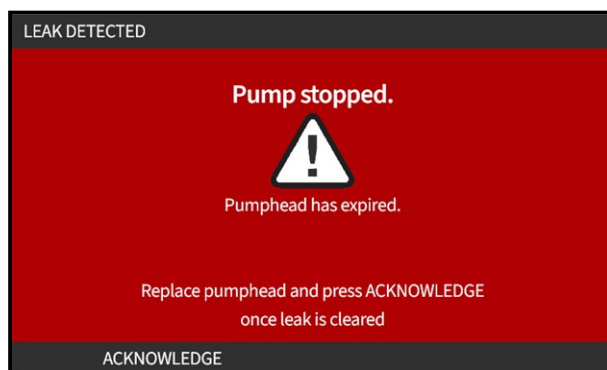 LEAK DETECTED
Pump stopped.
!
Pumphead has expired.
Replace pumphead and press ACKNOWLEDGE
once leak is cleared
ACKNOWLEDGE